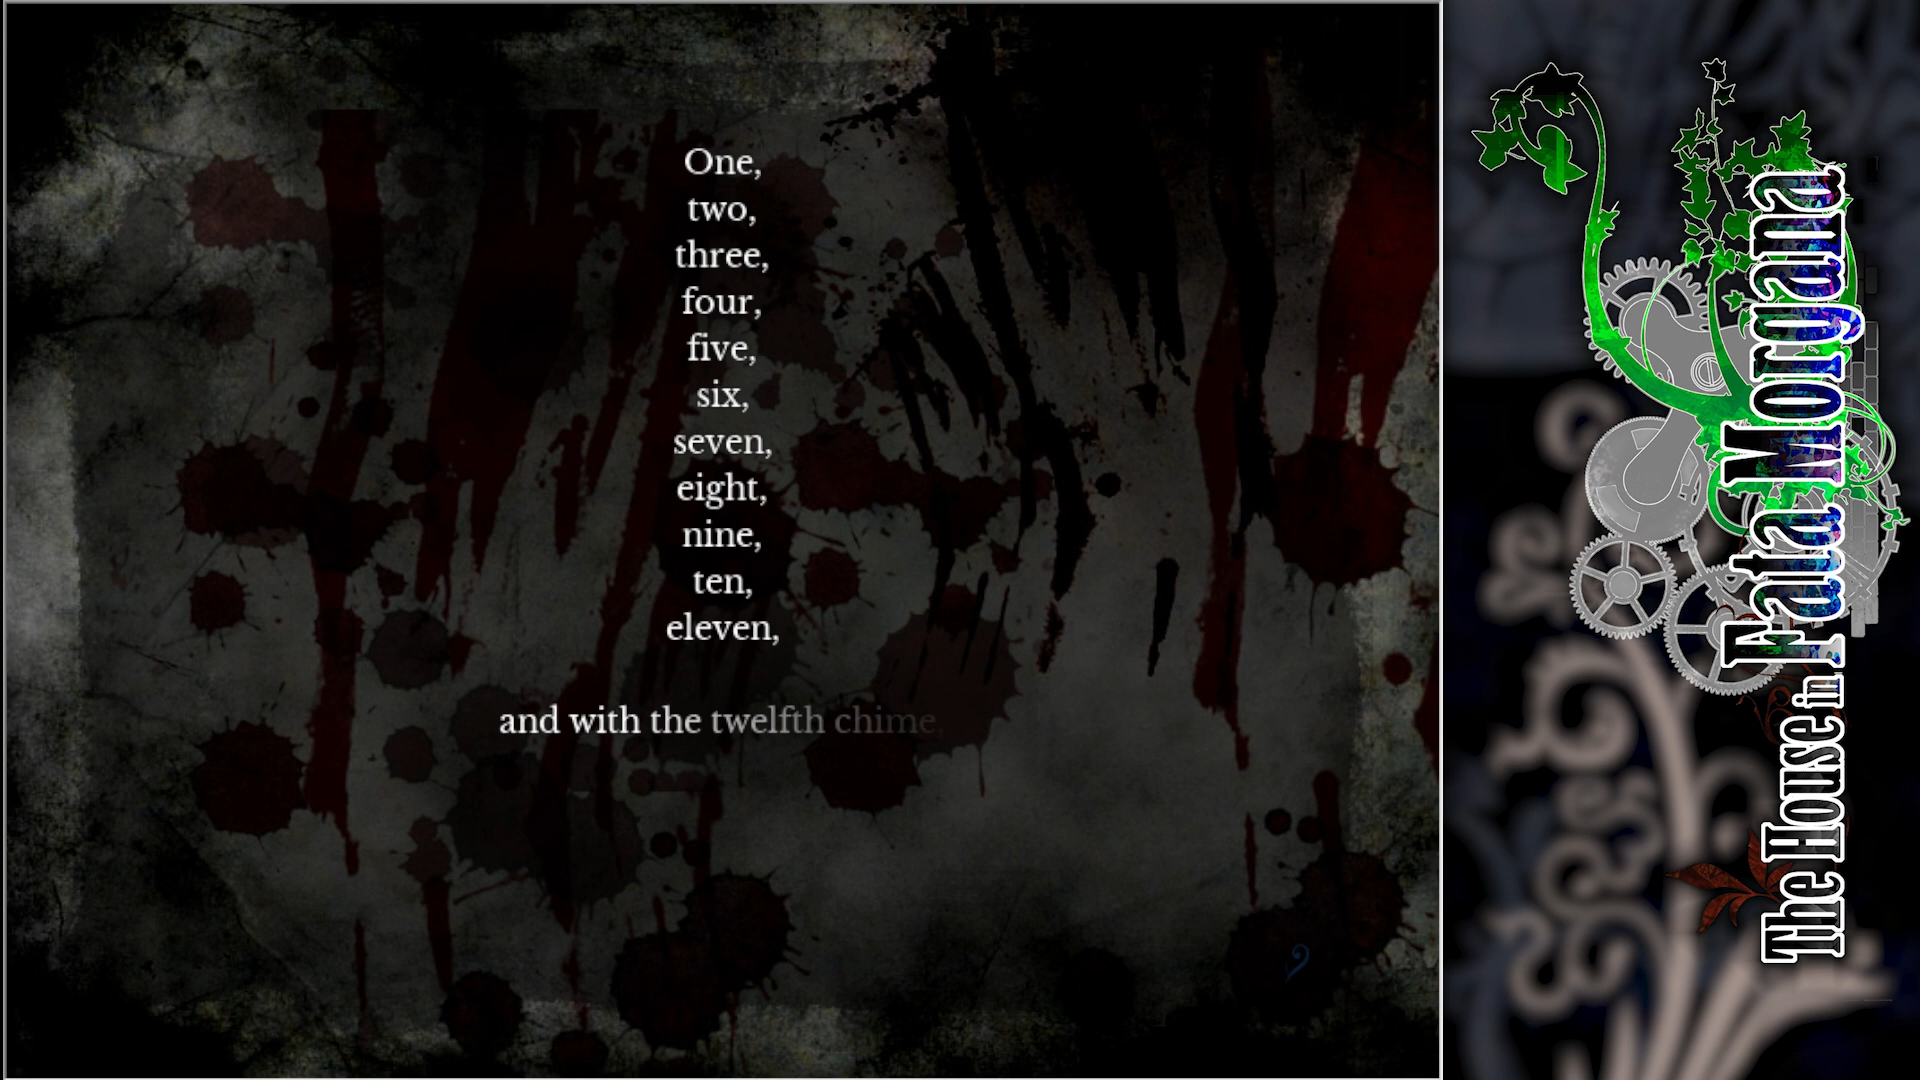 One,
two,
three,
four,
five,
six,
seven,
eight,
nine,
ten,
eleven,
and with the twelfth chime,
The House in Fata Morgana